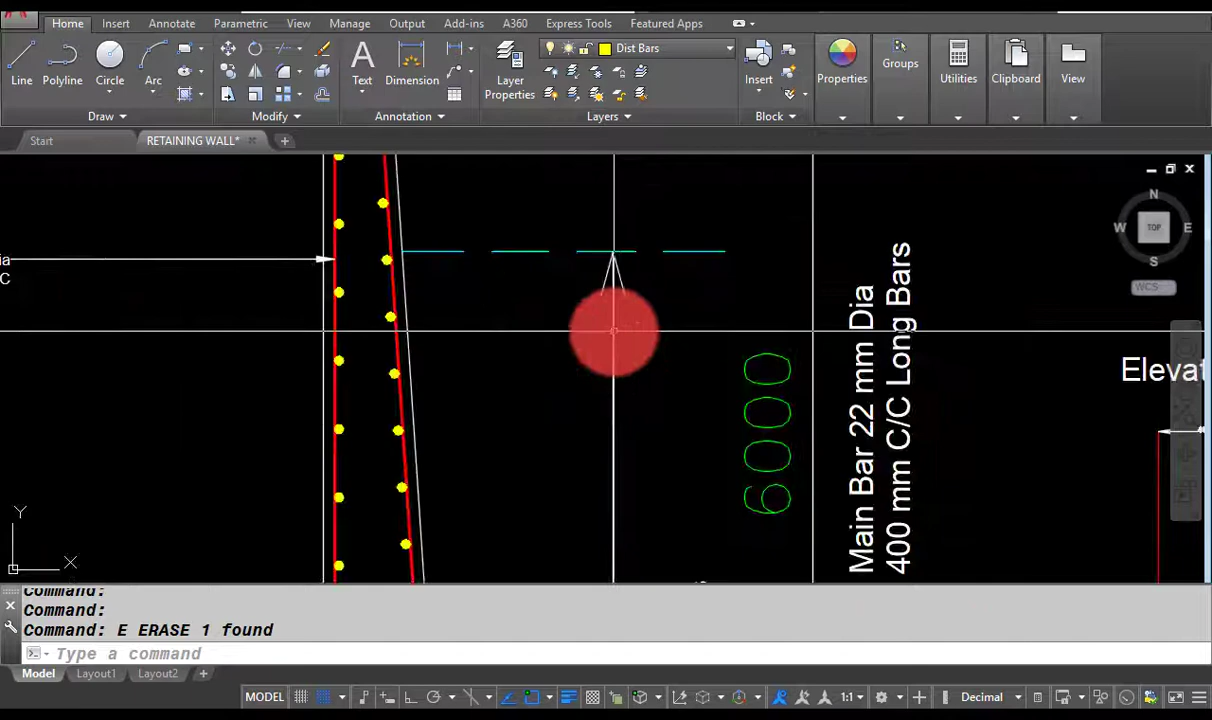 Home Insert Annotate Parametric View Manage Output Add-ins A360 Express Tools Featured Apps
Dist Bars
Line Polyline Circle Arc Text Dimension Layer Properties Insert Properties Groups Utilities Clipboard View
Draw Modify Annotation Layers Block
Start RETAINING WALL*
N
W TOP E
S
WCS
C
Main Bar 22 mm Dia
400 mm C/C Long Bars
6000
Y
X
Command:
Command:
Command: E ERASE 1 found
Type a command
Model Layout1 Layout2
MODEL 1:1 Decimal